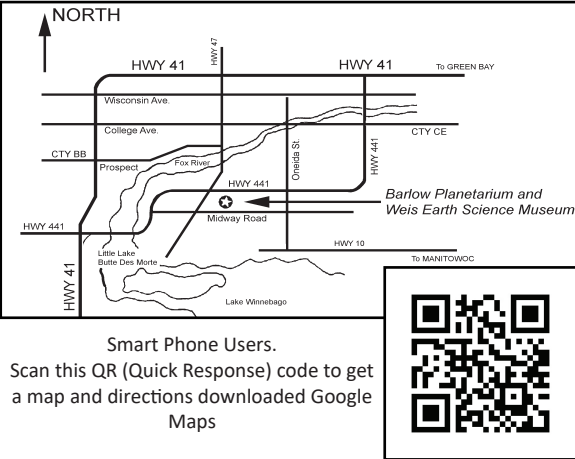 NORTH
HWY 47
HWY 41
HWY 41
To GREEN BAY
Wisconsin Ave.
College Ave.
CTY CE
CTY BB
Prospect
Fox River
Oneida St.
HWY 441
HWY 441
Barlow Planetarium and
Weis Earth Science Museum
Midway Road
HWY 441
HWY 10
To MANITOWOC
Little Lake
Butte Des Morte
HWY 41
Lake Winnebago
Smart Phone Users.
Scan this QR (Quick Response) code to get
a map and directions downloaded Google
Maps